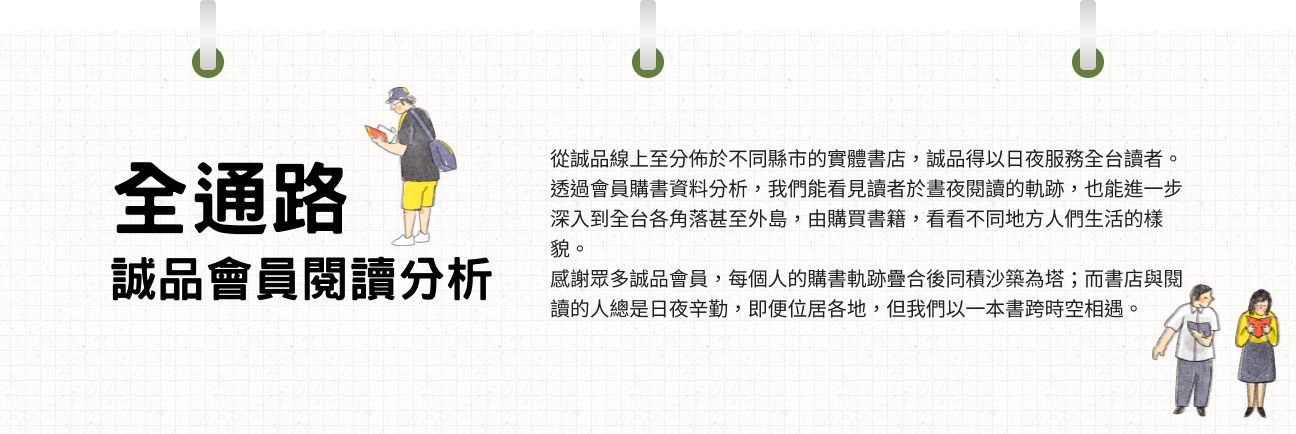 全通路
誠品會員閱讀分析
從誠品線上至分佈於不同縣市的實體書店，誠品得以日夜服務全台讀者。
透過會員購書資料分析，我們能看見讀者於晝夜閱讀的軌跡，也能進一步
深入到全台各角落甚至外島，由購買書籍，看看不同地方人們生活的樣
貌。
感謝眾多誠品會員，每個人的購書軌跡疊合後同積沙築為塔；而書店與閱
讀的人總是日夜辛勤，即便位居各地，但我們以一本書跨時空相遇。